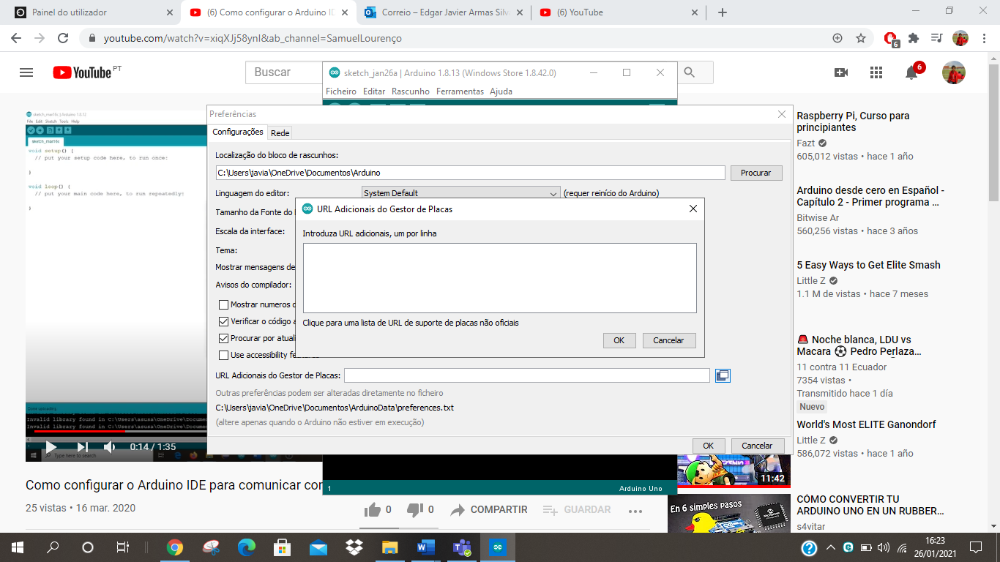 Painel do utilizador
(6) Como configurar o Arduino ID
Correio – Edgar Javier Armas Silv
(6) YouTube
youtube.com/watch?v=xiqXJj58ynI&ab_channel=SamuelLourenço
6
YouTube PT
Buscar
6
sketch_jan26a | Arduino 1.8.13 (Windows Store 1.8.42.0)
Ficheiro Editar Rascunho Ferramentas Ajuda
sketch_mar16c | Arduino 1.8.12
File Edit Sketch Tools Help
sketch_mar16c
void setup() {
// put your setup code here, to run once:
}
void loop() {
// put your main code here, to run repeatedly:
}
Done uploading
Invalid library found in C:\Users\asusa\OneDrive\Docume
Invalid library found in C:\Users\asusa\OneDrive\Docume
0:14 / 1:35
Type here to search
Preferências
Configurações Rede
Localização do bloco de rascunhos:
C:\Users\javia\OneDrive\Documentos\Arduino
Procurar
Linguagem do editor: System Default (requer reinício do Arduino)
Tamanho da Fonte do
Escala da interface:
Tema:
Mostrar mensagens de
Avisos do compilador:
Mostrar numeros
Verificar o código
Procurar por atuali
Use accessibility features
URL Adicionais do Gestor de Placas
Introduza URL adicionais, um por linha
Clique para uma lista de URL de suporte de placas não oficiais
OK Cancelar
URL Adicionais do Gestor de Placas:
Outras preferências podem ser alteradas diretamente no ficheiro
C:\Users\javia\OneDrive\Documentos\ArduinoData\preferences.txt
(altere apenas quando o Arduino não estiver em execução)
OK Cancelar
1 Arduino Uno
Como configurar o Arduino IDE para comunicar con
25 vistas • 16 mar. 2020
0 0 COMPARTIR GUARDAR
Raspberry Pi, Curso para
principiantes
Fazt
605,012 vistas • hace 1 año
Arduino desde cero en Español -
Capítulo 2 - Primer programa ...
Bitwise Ar
560,256 vistas • hace 3 años
5 Easy Ways to Get Elite Smash
Little Z
1.1 M de vistas • hace 7 meses
Noche blanca, LDU vs
Macara Pedro Perlaza...
11 contra 11 Ecuador
7354 vistas •
Transmitido hace 1 día
Nuevo
World's Most ELITE Ganondorf
Little Z
586,072 vistas • hace 1 año
11:42
En 6 simples pasos
MICROCHIP
CÓMO CONVERTIR TU
ARDUINO UNO EN UN RUBBER...
s4vitar
16:23
26/01/2021